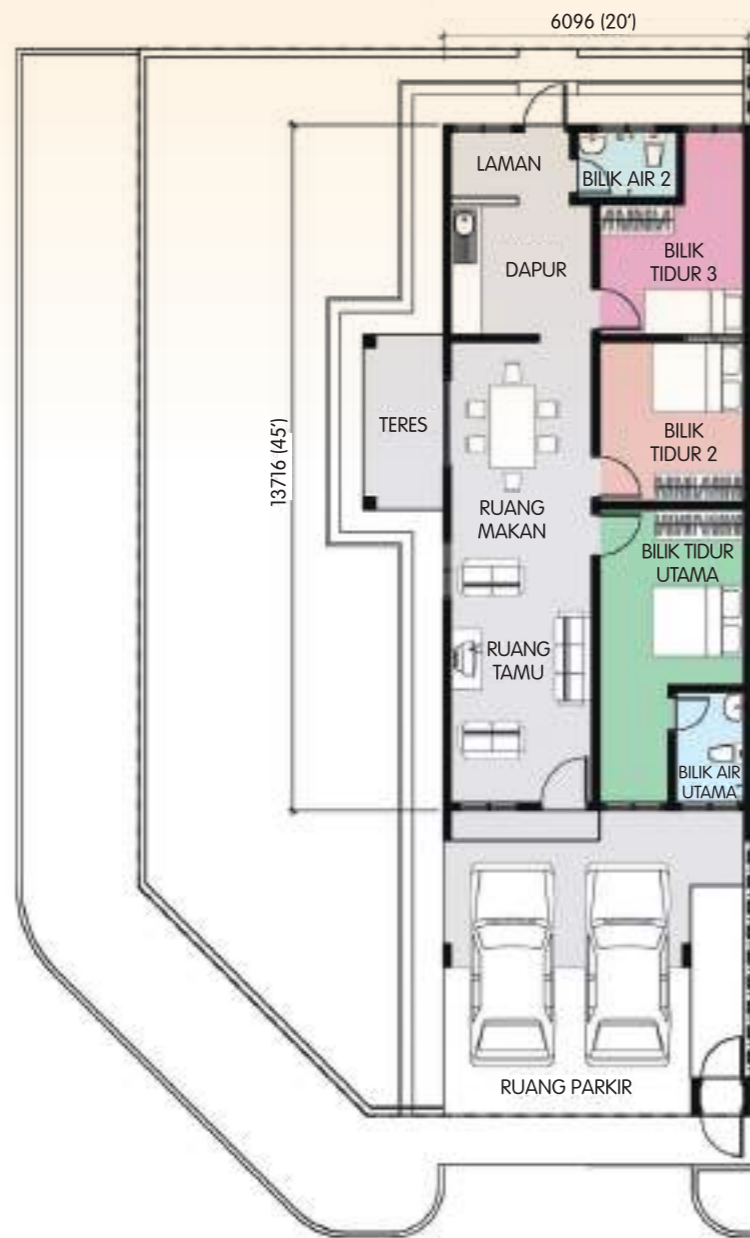 6096 (20')
LAMAN
BILIK AIR 2
DAPUR
BILIK
TIDUR 3
TERES
13716 (45')
BILIK
TIDUR 2
RUANG
MAKAN
BILIK TIDUR
UTAMA
RUANG
TAMU
BILIK AIR
UTAMA
RUANG PARKIR